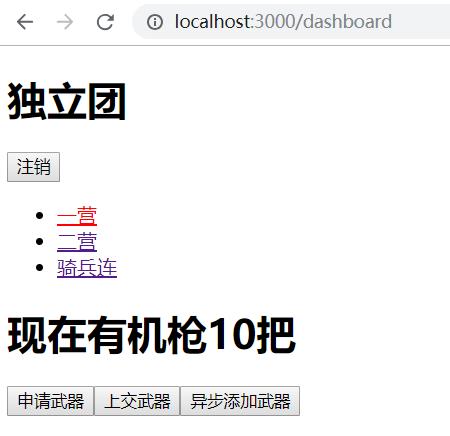 localhost:3000/dashboard
独立团
注销
一营
二营
骑兵连
现在有机枪10把
申请武器 上交武器 异步添加武器